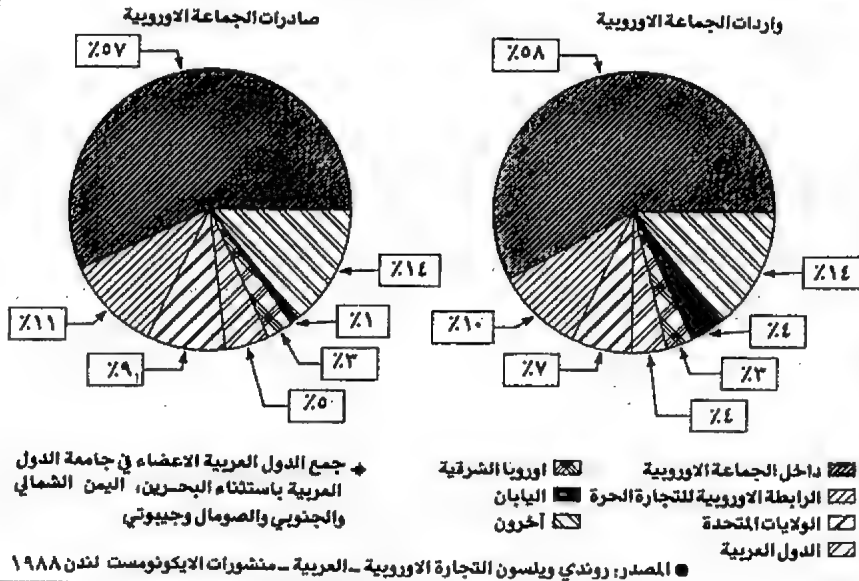 واردات الجماعة الاوروبية
٪٥٨
٪١٤
٪٤
٪٣
٪٤
٪٧
٪١٠
صادرات الجماعة الاوروبية
٪٥٧
٪١٤
٪١
٪٣
٪٥
٪٩
٪١١
داخل الجماعة الاوروبية
الرابطة الاوروبية للتجارة الحرة
الولايات المتحدة
الدول العربية
اوروبا الشرقية
اليابان
آخرون
* جمع الدول العربية الاعضاء في جامعة الدول
العربية باستثناء البحرين، اليمن الشمالي
والجنوبي والصومال وجيبوتي
● المصدر: روندي ويلسون التجارة الاوروبية ـ العربية ـ منشورات الايكونومست لندن ١٩٨٨